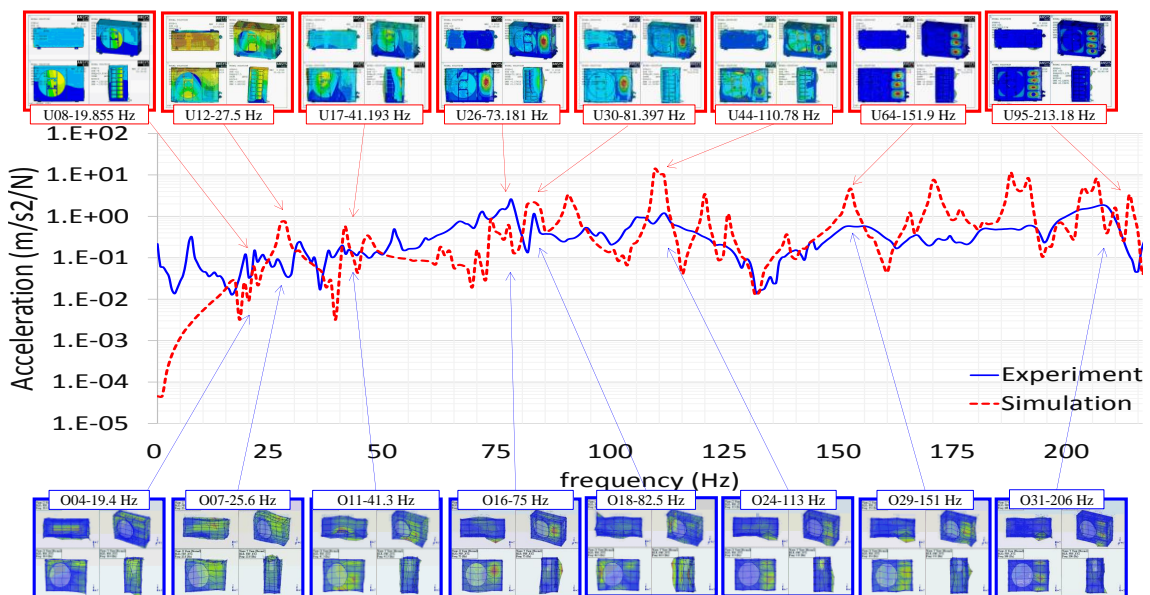 U08-19.855 Hz
U12-27.5 Hz
U17-41.193 Hz
U26-73.181 Hz
U30-81.397 Hz
U44-110.78 Hz
U64-151.9 Hz
U95-213.18 Hz
Acceleration (m/s2/N)
1.E+02
1.E+01
1.E+00
1.E-01
1.E-02
1.E-03
1.E-04
1.E-05
Experiment
Simulation
0
25
50
75
100
125
150
175
200
frequency (Hz)
O04-19.4 Hz
O07-25.6 Hz
O11-41.3 Hz
O16-75 Hz
O18-82.5 Hz
O24-113 Hz
O29-151 Hz
O31-206 Hz